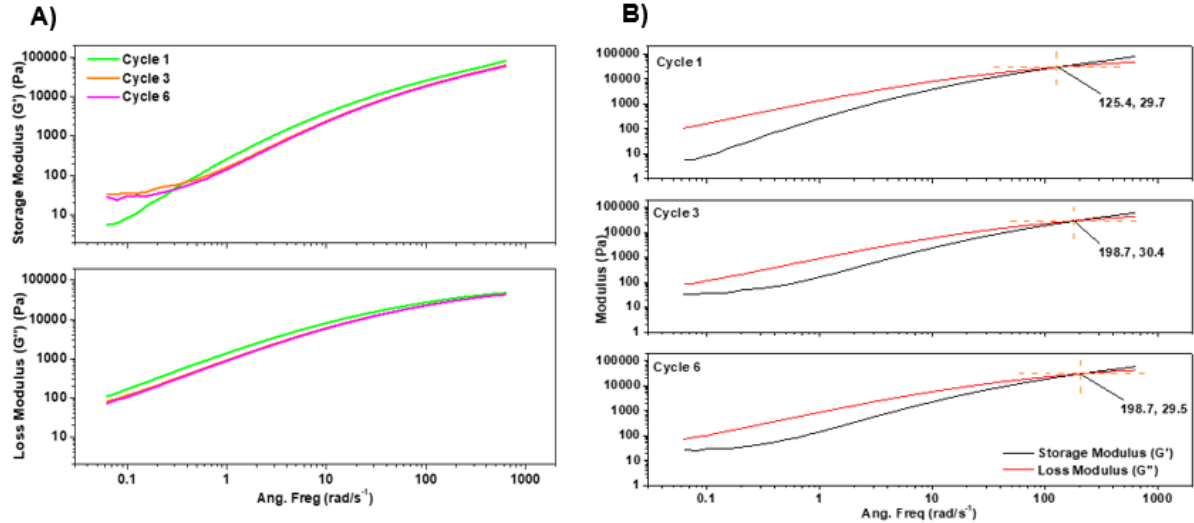 A)
Cycle 1
Cycle 3
Cycle 6
100000
10000
1000
100
10
Storage Modulus (G') (Pa)
100000
10000
1000
100
10
Loss Modulus (G") (Pa)
0.1 1 10 100 1000
Ang. Freg (rad/s⁻¹)
B)
Cycle 1
100000
10000
1000
100
10
1
125.4, 29.7
Cycle 3
100000
10000
1000
100
10
1
198.7, 30.4
Modulus (Pa)
Cycle 6
100000
10000
1000
100
10
1
198.7, 29.5
Storage Modulus (G')
Loss Modulus (G")
0.1 1 10 100 1000
Ang. Freq (rad/s⁻¹)